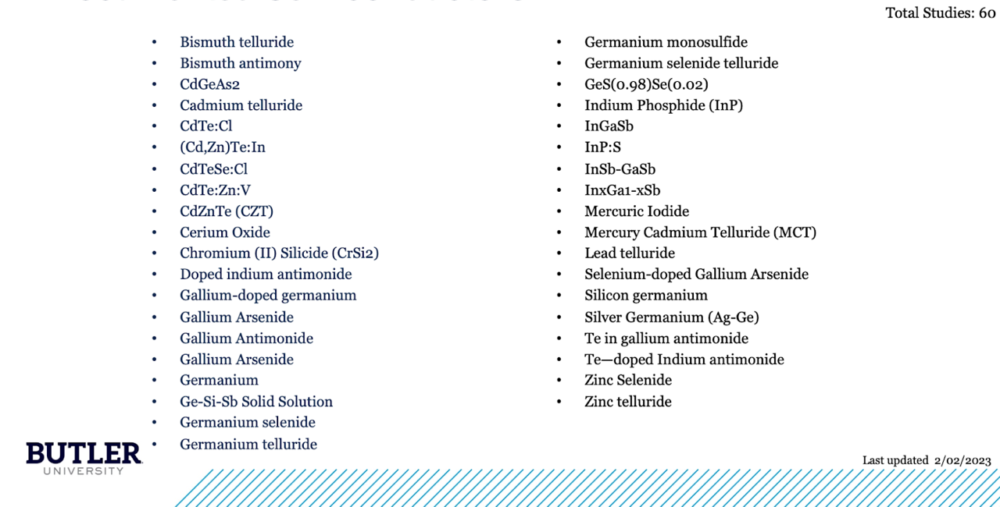 Total Studies: 60
Bismuth telluride
Bismuth antimony
CdGeAs2
Cadmium telluride
CdTe:Cl
(Cd,Zn)Te:In
CdTeSe:Cl
CdTe:Zn:V
CdZnTe (CZT)
Cerium Oxide
Chromium (II) Silicide (CrSi2)
Doped indium antimonide
Gallium-doped germanium
Gallium Arsenide
Gallium Antimonide
Gallium Arsenide
Germanium
Ge-Si-Sb Solid Solution
Germanium selenide
Germanium telluride
Germanium monosulfide
Germanium selenide telluride
GeS(0.98)Se(0.02)
Indium Phosphide (InP)
InGaSb
InP:S
InSb-GaSb
InxGa1-xSb
Mercuric Iodide
Mercury Cadmium Telluride (MCT)
Lead telluride
Selenium-doped Gallium Arsenide
Silicon germanium
Silver Germanium (Ag-Ge)
Te in gallium antimonide
Te—doped Indium antimonide
Zinc Selenide
Zinc telluride
BUTLER
UNIVERSITY
Last updated 2/02/2023